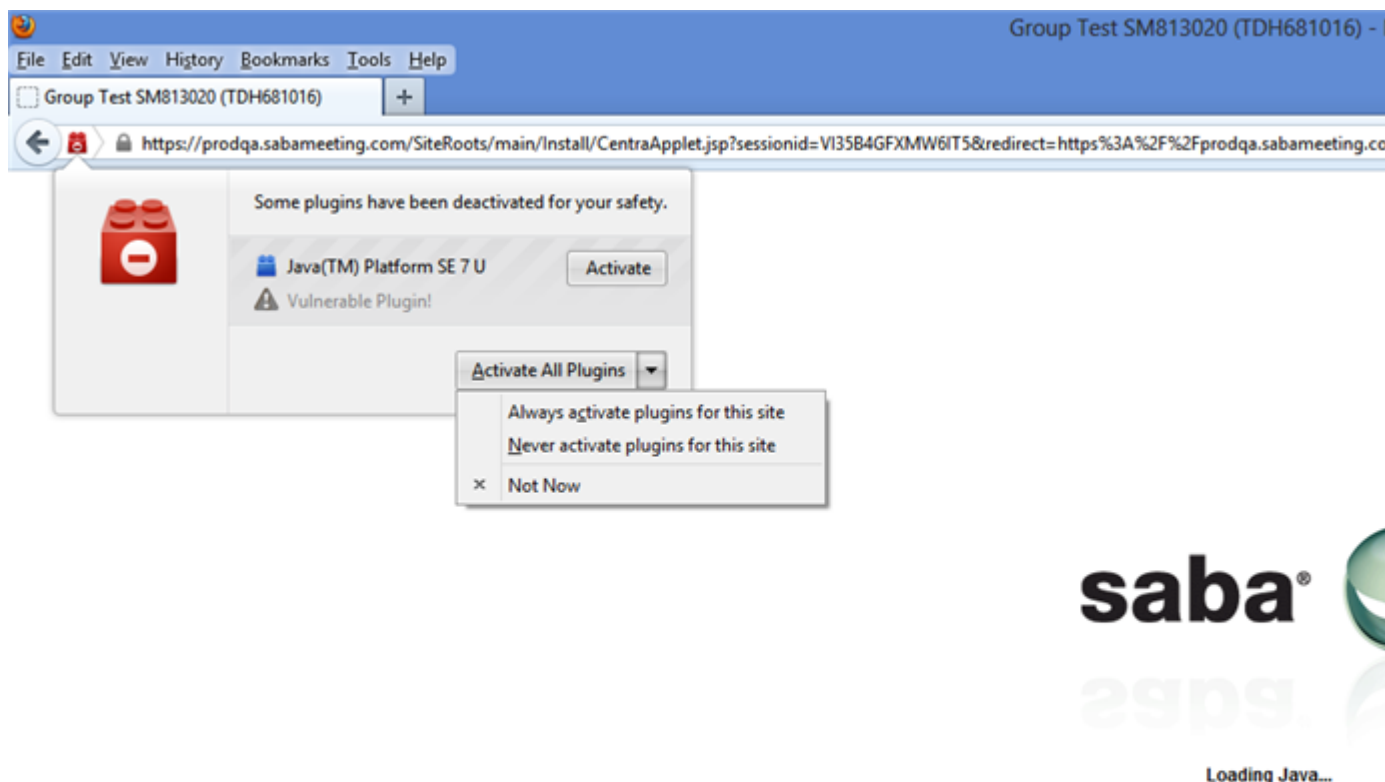 Group Test SM813020 (TDH681016) -
File Edit View History Bookmarks Tools Help
Group Test SM813020 (TDH681016) +
https://prodqa.sabameeting.com/SiteRoots/main/Install/CentraApplet.jsp?sessionid=VI35B4GFXMW6IT5&redirect=https%3A%2F%2Fprodqa.sabameeting.co
Some plugins have been deactivated for your safety.
Java(TM) Platform SE 7 U Activate
Vulnerable Plugin!
Activate All Plugins
Always activate plugins for this site
Never activate plugins for this site
× Not Now
saba®
Loading Java...